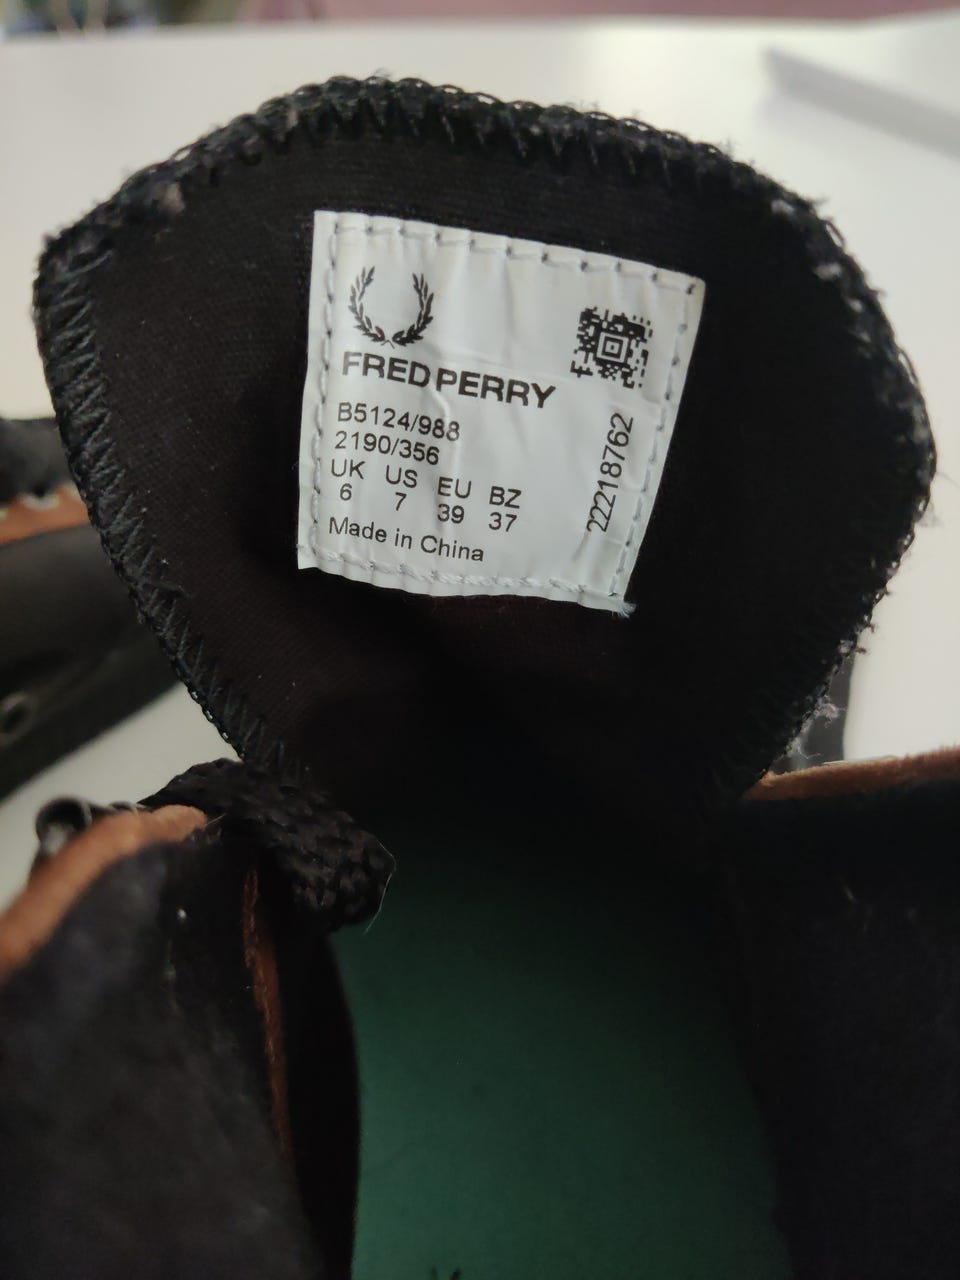 FRED PERRY
B5124/988
2190/356
UK US EU BZ
6 7 39 37
Made in China
22218762